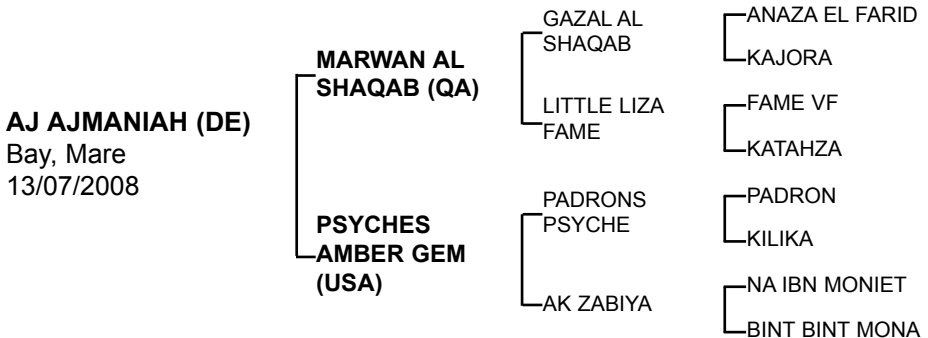 AJ AJMANIAH (DE)
Bay, Mare
13/07/2008
MARWAN AL
SHAQAB (QA)
PSYCHES
AMBER GEM
(USA)
GAZAL AL
SHAQAB
LITTLE LIZA
FAME
PADRONS
PSYCHE
AK ZABIYA
ANAZA EL FARID
KAJORA
FAME VF
KATAHZA
PADRON
KILIKA
NA IBN MONIET
BINT BINT MONA